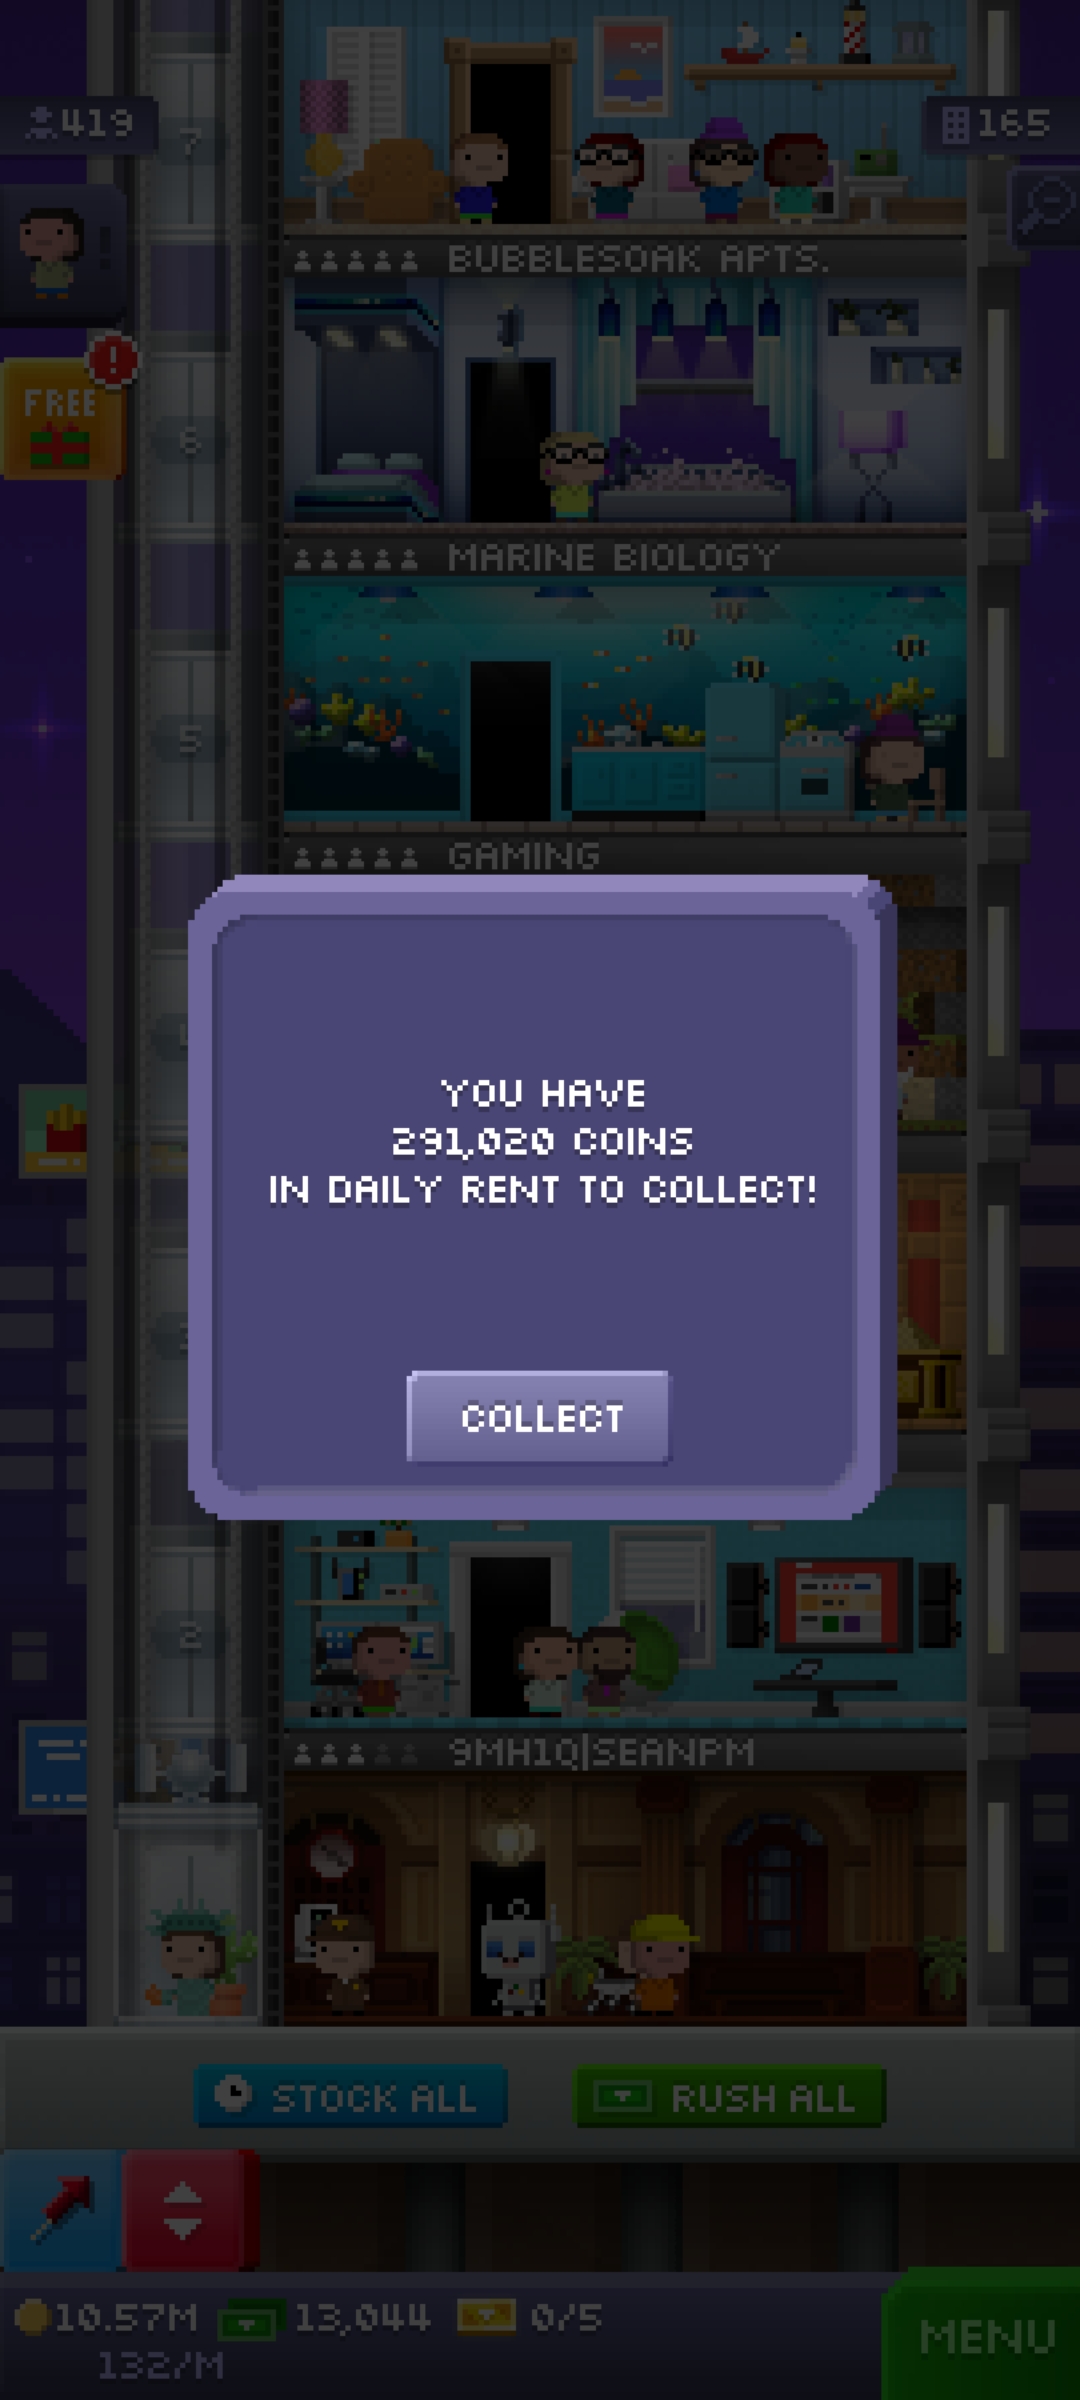 419
7
165
BUBBLESOAK APTS.
FREE
!
6
MARINE BIOLOGY
5
GAMING
YOU HAVE
291,020 COINS
IN DAILY RENT TO COLLECT!
COLLECT
2
9MH1Q|SEANPM
STOCK ALL
RUSH ALL
10.57M
13,044
0/5
132/M
MENU